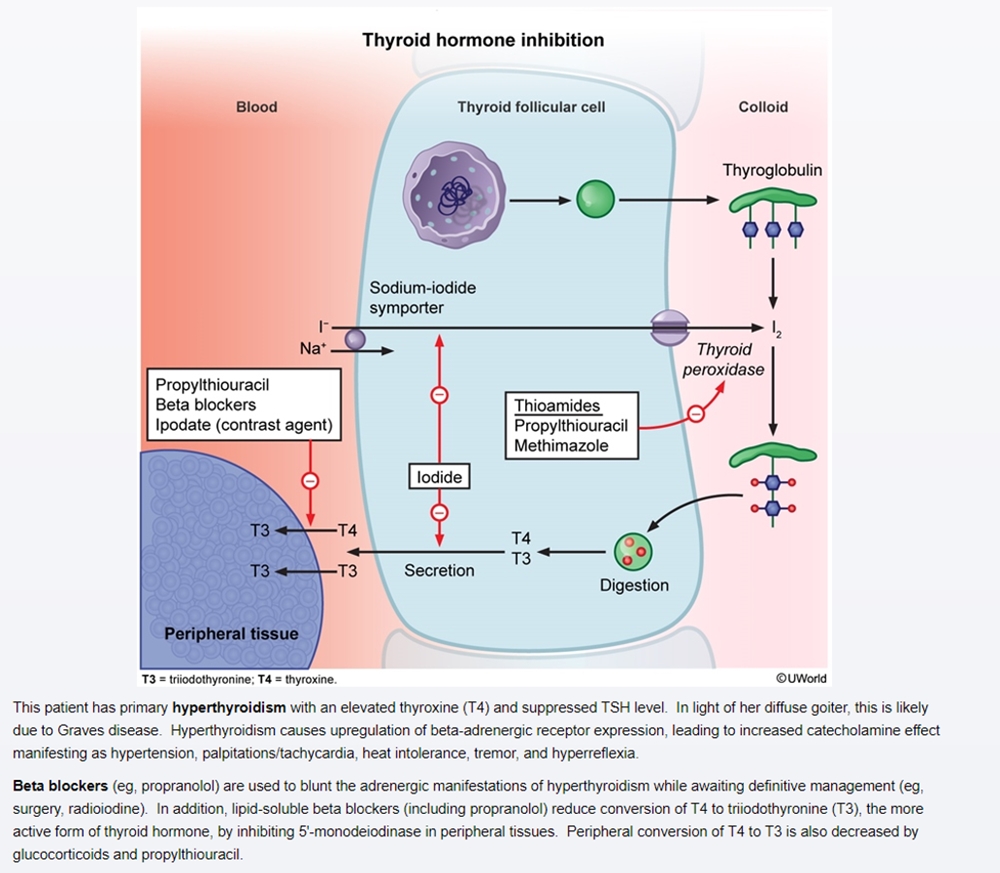 Thyroid hormone inhibition
Blood
Thyroid follicular cell
Colloid
Thyroglobulin
Sodium-iodide
symporter
I⁻
Na⁺
I₂
Thyroid
peroxidase
Propylthiouracil
Beta blockers
Ipodate (contrast agent)
Thioamides
Propylthiouracil
Methimazole
Iodide
T3
T4
T3
T3
T4
T3
Secretion
Digestion
Peripheral tissue
T3 = triiodothyronine; T4 = thyroxine.
©UWorld
This patient has primary hyperthyroidism with an elevated thyroxine (T4) and suppressed TSH level. In light of her diffuse goiter, this is likely
due to Graves disease. Hyperthyroidism causes upregulation of beta-adrenergic receptor expression, leading to increased catecholamine effect
manifesting as hypertension, palpitations/tachycardia, heat intolerance, tremor, and hyperreflexia.
Beta blockers (eg, propranolol) are used to blunt the adrenergic manifestations of hyperthyroidism while awaiting definitive management (eg,
surgery, radioiodine). In addition, lipid-soluble beta blockers (including propranolol) reduce conversion of T4 to triiodothyronine (T3), the more
active form of thyroid hormone, by inhibiting 5'-monodeiodinase in peripheral tissues. Peripheral conversion of T4 to T3 is also decreased by
glucocorticoids and propylthiouracil.